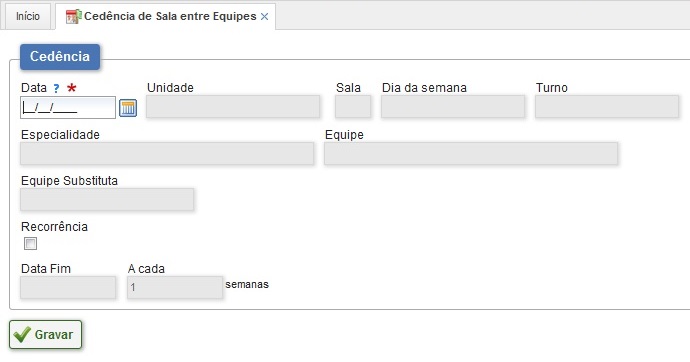 Início
Cedência de Sala entre Equipes ×
Cedência
Data ? * Unidade Sala Dia da semana Turno
__/__/____
Especialidade Equipe
Equipe Substituta
Recorrência
Data Fim A cada
1 semanas
Gravar